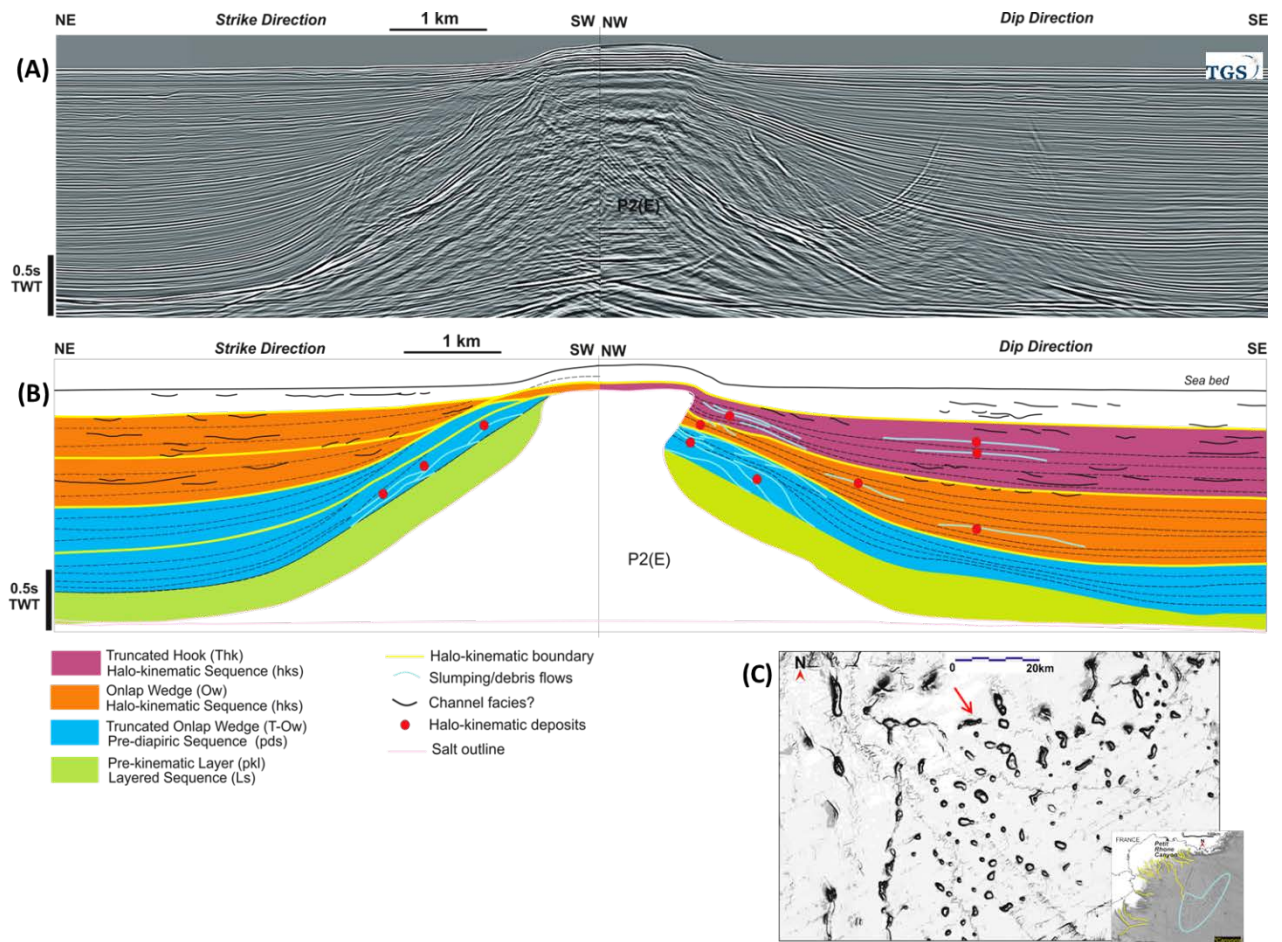 NE
Strike Direction
1 km
SW
NW
Dip Direction
SE
(A)
TGS
P2(E)
0.5s
TWT
NE
Strike Direction
1 km
SW
NW
Dip Direction
SE
(B)
Sea bed
P2(E)
0.5s
TWT
Truncated Hook (Thk)
Halo-kinematic Sequence (hks)
Onlap Wedge (Ow)
Halo-kinematic Sequence (hks)
Truncated Onlap Wedge (T-Ow)
Pre-diapiric Sequence (pds)
Pre-kinematic Layer (pkl)
Layered Sequence (Ls)
Halo-kinematic boundary
Slumping/debris flows
Channel facies?
Halo-kinematic deposits
Salt outline
(C)
N
0
20km
FRANCE
Petit
Rhone
Canyon
N